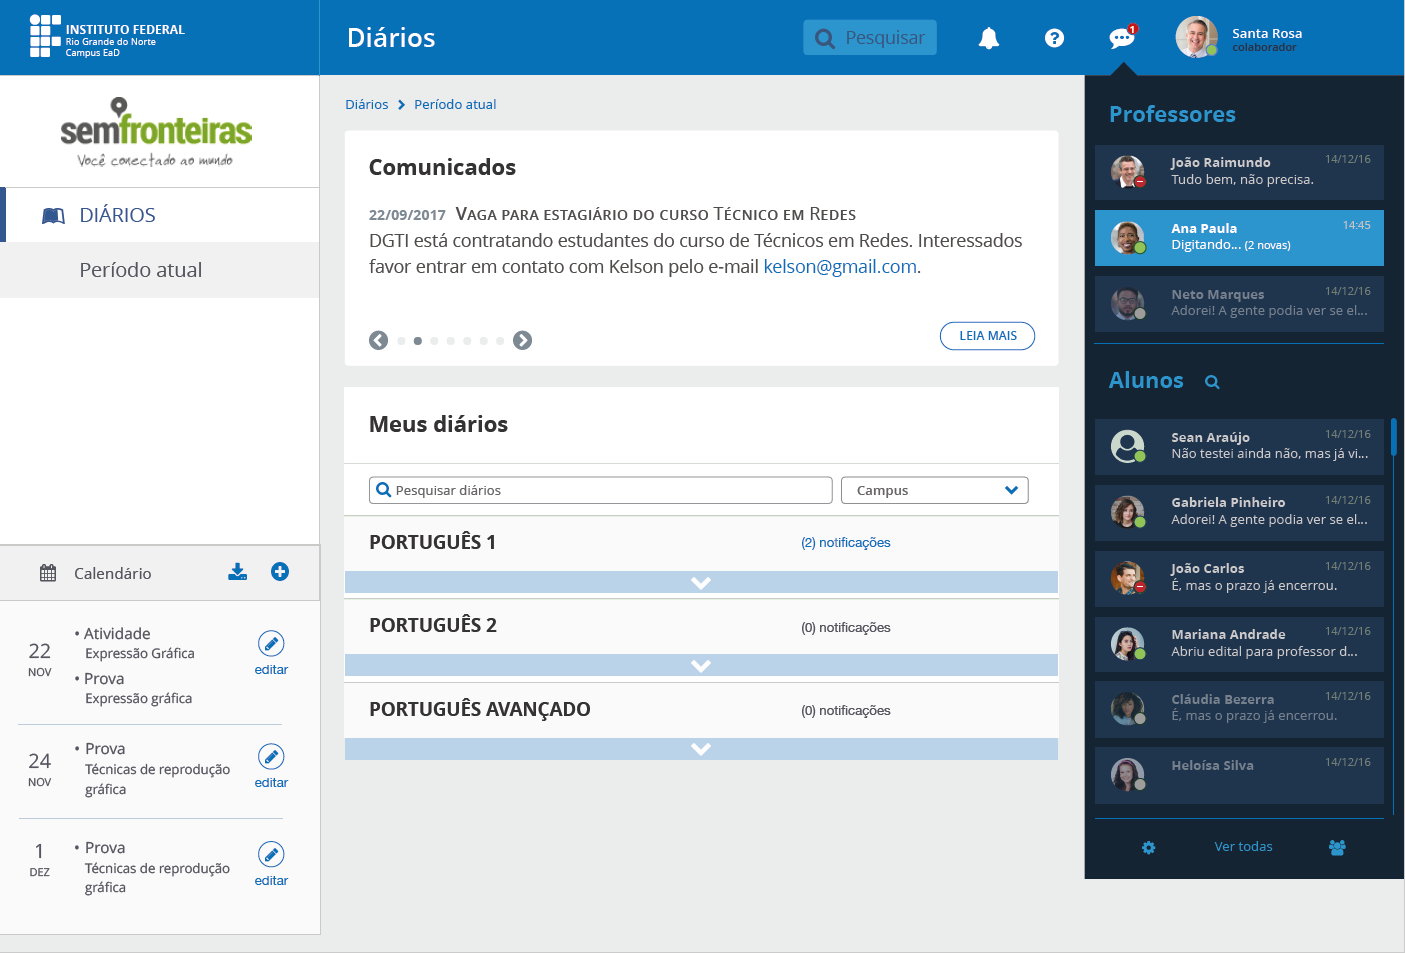 INSTITUTO FEDERAL
Rio Grande do Norte
Campus EaD
Diários
Pesquisar
1
Santa Rosa
colaborador
semfronteiras
Você conectado ao mundo
DIÁRIOS
Período atual
Calendário
22
NOV
• Atividade
Expressão Gráfica
• Prova
Expressão gráfica
editar
24
NOV
• Prova
Técnicas de reprodução
gráfica
editar
1
DEZ
• Prova
Técnicas de reprodução
gráfica
editar
Diários > Período atual
Comunicados
22/09/2017 VAGA PARA ESTAGIÁRIO DO CURSO TÉCNICO EM REDES
DGTI está contratando estudantes do curso de Técnicos em Redes. Interessados
favor entrar em contato com Kelson pelo e-mail kelson@gmail.com.
LEIA MAIS
Meus diários
Pesquisar diários
Campus
PORTUGUÊS 1
(2) notificações
PORTUGUÊS 2
(0) notificações
PORTUGUÊS AVANÇADO
(0) notificações
Professores
João Raimundo 14/12/16
Tudo bem, não precisa.
Ana Paula 14:45
Digitando... (2 novas)
Neto Marques 14/12/16
Adorei! A gente podia ver se el...
Alunos
Sean Araújo 14/12/16
Não testei ainda não, mas já vi...
Gabriela Pinheiro 14/12/16
Adorei! A gente podia ver se el...
João Carlos 14/12/16
É, mas o prazo já encerrou.
Mariana Andrade 14/12/16
Abriu edital para professor d...
Cláudia Bezerra 14/12/16
É, mas o prazo já encerrou.
Heloísa Silva 14/12/16
Ver todas